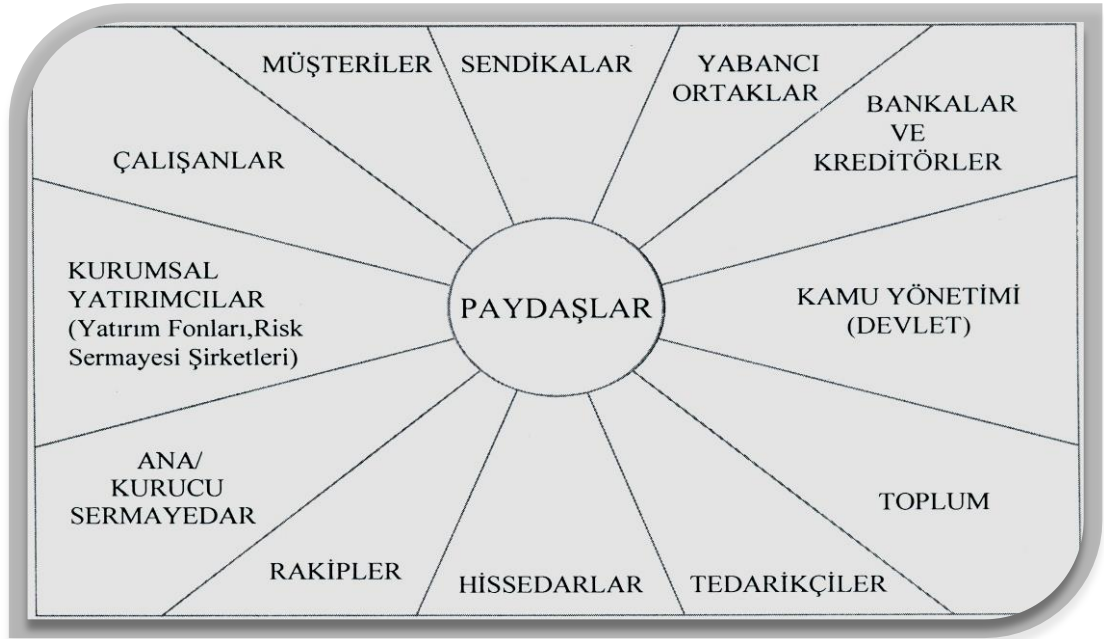 MÜŞTERİLER
SENDİKALAR
YABANCI
ORTAKLAR
BANKALAR
VE
KREDİTÖRLER
ÇALIŞANLAR
KURUMSAL
YATIRIMCILAR
(Yatırım Fonları,Risk
Sermayesi Şirketleri)
PAYDAŞLAR
KAMU YÖNETİMİ
(DEVLET)
ANA/
KURUCU
SERMAYEDAR
TOPLUM
RAKİPLER
HİSSEDARLAR
TEDARİKÇİLER